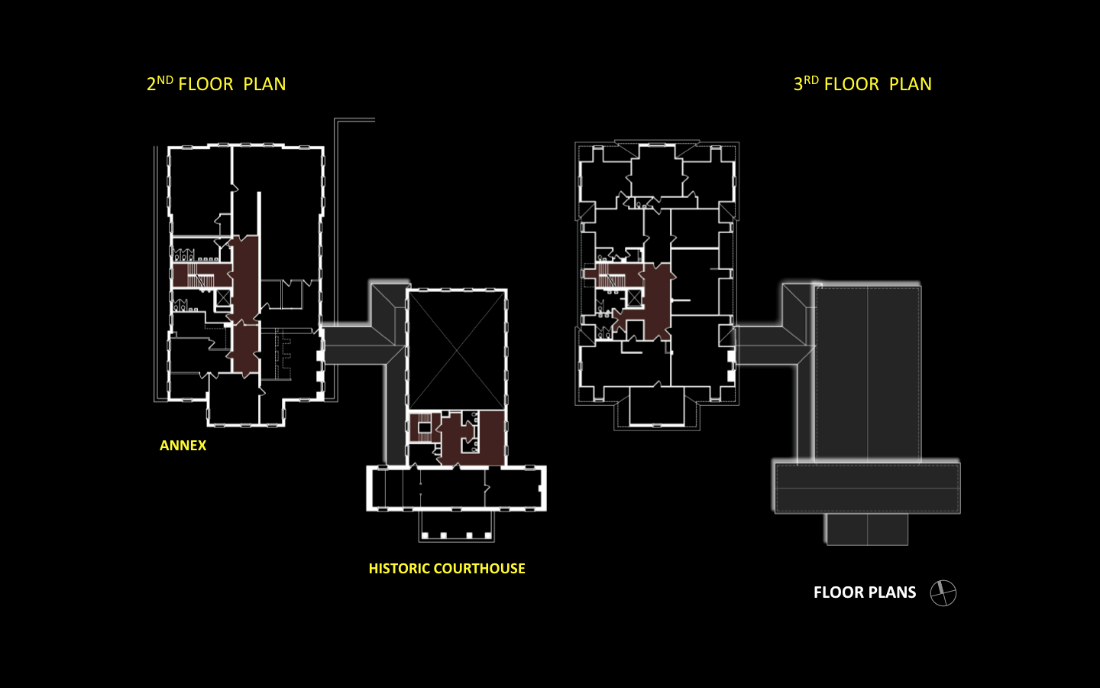 2ND FLOOR PLAN
3RD FLOOR PLAN
ANNEX
HISTORIC COURTHOUSE
FLOOR PLANS